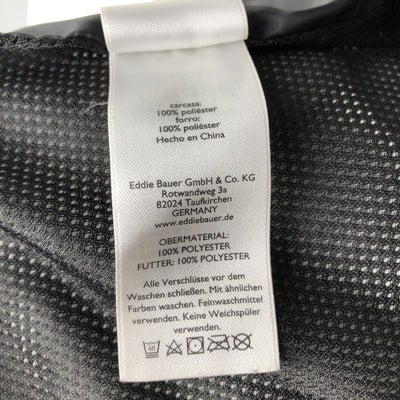 carcasa:
100% poliéster
forro:
100% poliéster
Hecho en China
Eddie Bauer GmbH & Co. KG
Rotwandweg 3a
82024 Taufkirchen
GERMANY
www.eddiebauer.de
OBERMATERIAL:
100% POLYESTER
FUTTER: 100% POLYESTER
Alle Verschlüsse vor dem
Waschen schließen. Mit ähnlichen
Farben waschen. Feinwaschmittel
verwenden. Keine Weichspüler
verwenden.
40